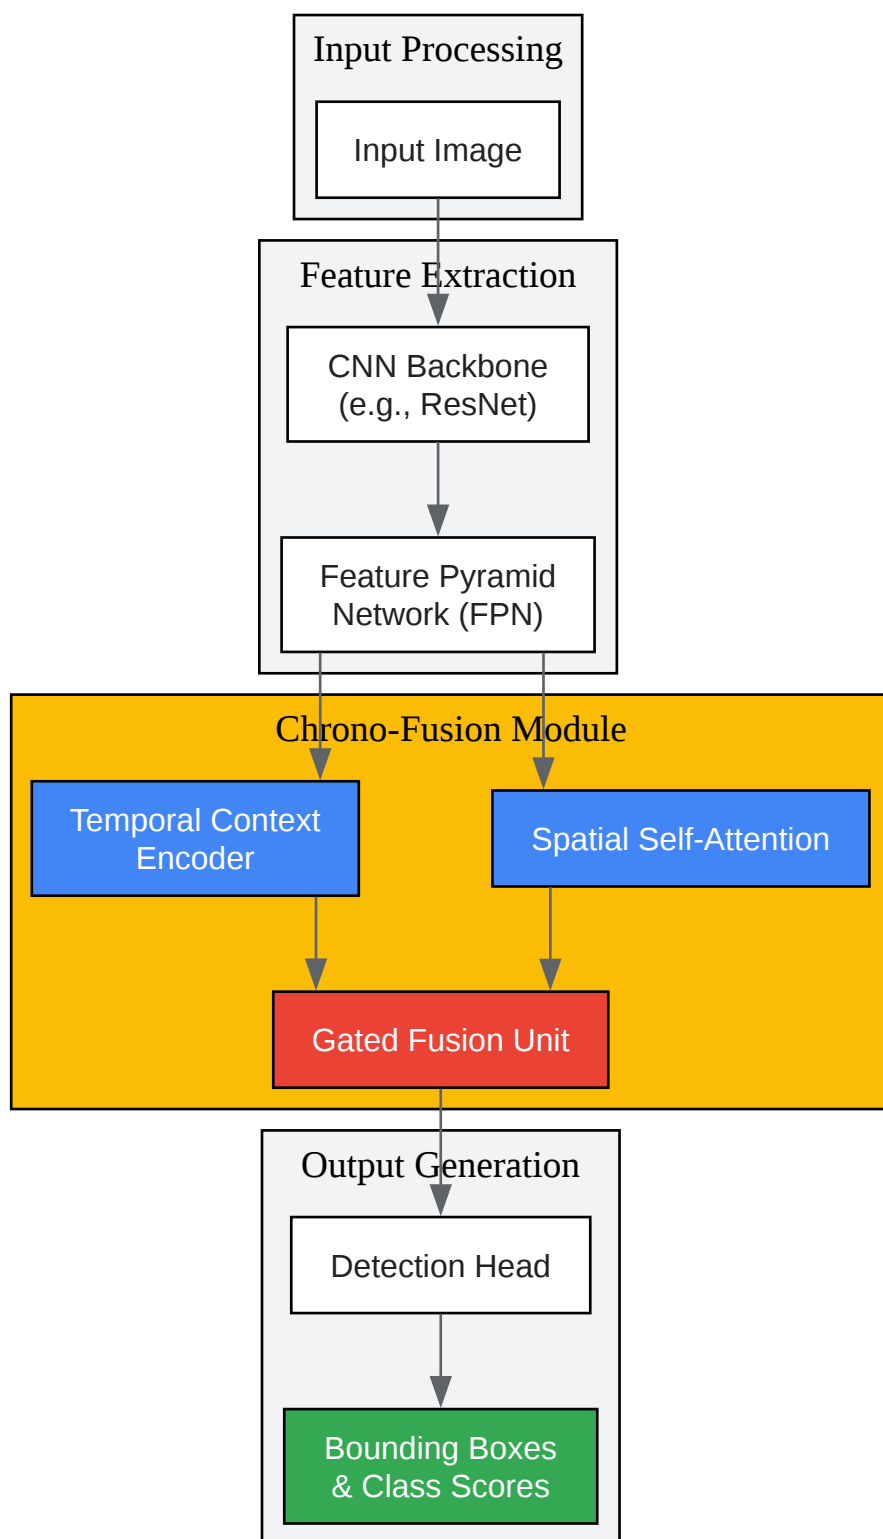 Input Processing
Input Image
Feature Extraction
CNN Backbone
(e.g., ResNet)
Feature Pyramid
Network (FPN)
Chrono-Fusion Module
Temporal Context
Encoder
Spatial Self-Attention
Gated Fusion Unit
Output Generation
Detection Head
Bounding Boxes
& Class Scores